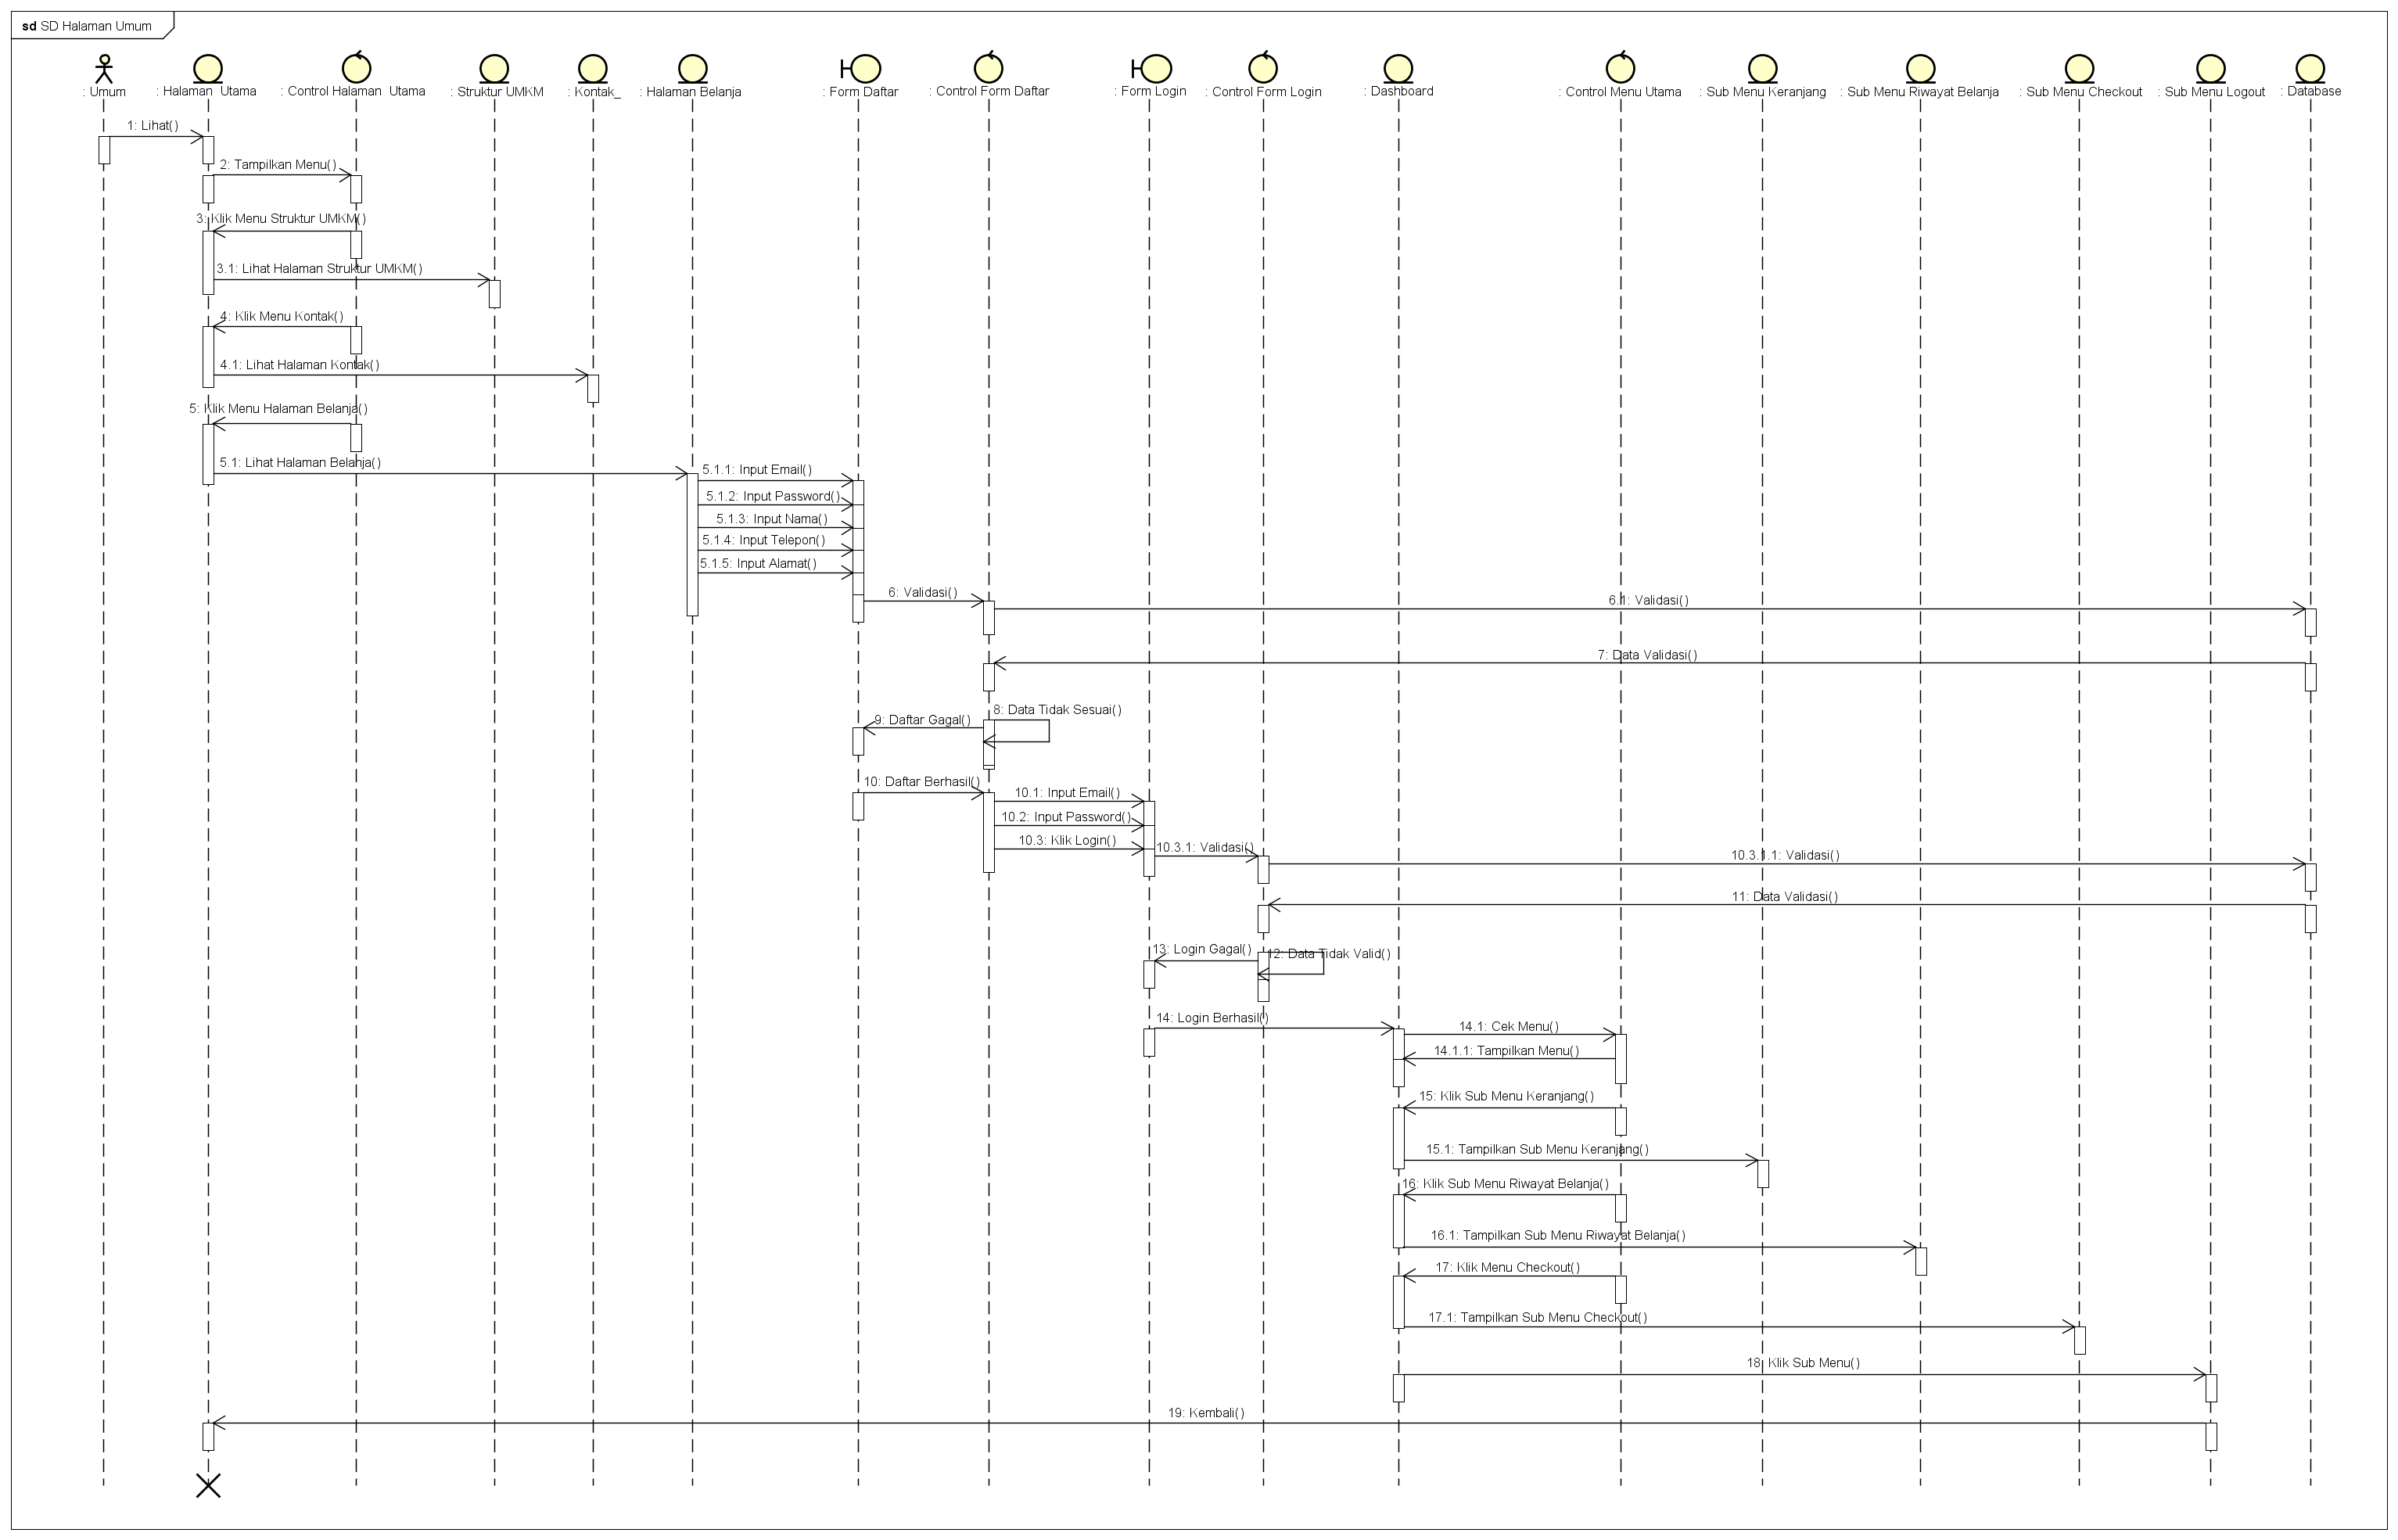 sd SD Halaman Umum
: Umum
: Halaman Utama
: Control Halaman Utama
: Struktur UMKM
: Kontak_
: Halaman Belanja
: Form Daftar
: Control Form Daftar
: Form Login
: Control Form Login
: Dashboard
: Control Menu Utama
: Sub Menu Keranjang
: Sub Menu Riwayat Belanja
: Sub Menu Checkout
: Sub Menu Logout
: Database
1: Lihat()
2: Tampilkan Menu()
3: Klik Menu Struktur UMKM()
3.1: Lihat Halaman Struktur UMKM()
4: Klik Menu Kontak()
4.1: Lihat Halaman Kontak()
5: Klik Menu Halaman Belanja()
5.1: Lihat Halaman Belanja()
5.1.1: Input Email()
5.1.2: Input Password()
5.1.3: Input Nama()
5.1.4: Input Telepon()
5.1.5: Input Alamat()
6: Validasi()
6.1: Validasi()
7: Data Validasi()
8: Data Tidak Sesuai()
9: Daftar Gagal()
10: Daftar Berhasil()
10.1: Input Email()
10.2: Input Password()
10.3: Klik Login()
10.3.1: Validasi()
10.3.1.1: Validasi()
11: Data Validasi()
13: Login Gagal()
12: Data Tidak Valid()
14: Login Berhasil()
14.1: Cek Menu()
14.1.1: Tampilkan Menu()
15: Klik Sub Menu Keranjang()
15.1: Tampilkan Sub Menu Keranjang()
16: Klik Sub Menu Riwayat Belanja()
16.1: Tampilkan Sub Menu Riwayat Belanja()
17: Klik Menu Checkout()
17.1: Tampilkan Sub Menu Checkout()
18: Klik Sub Menu()
19: Kembali()